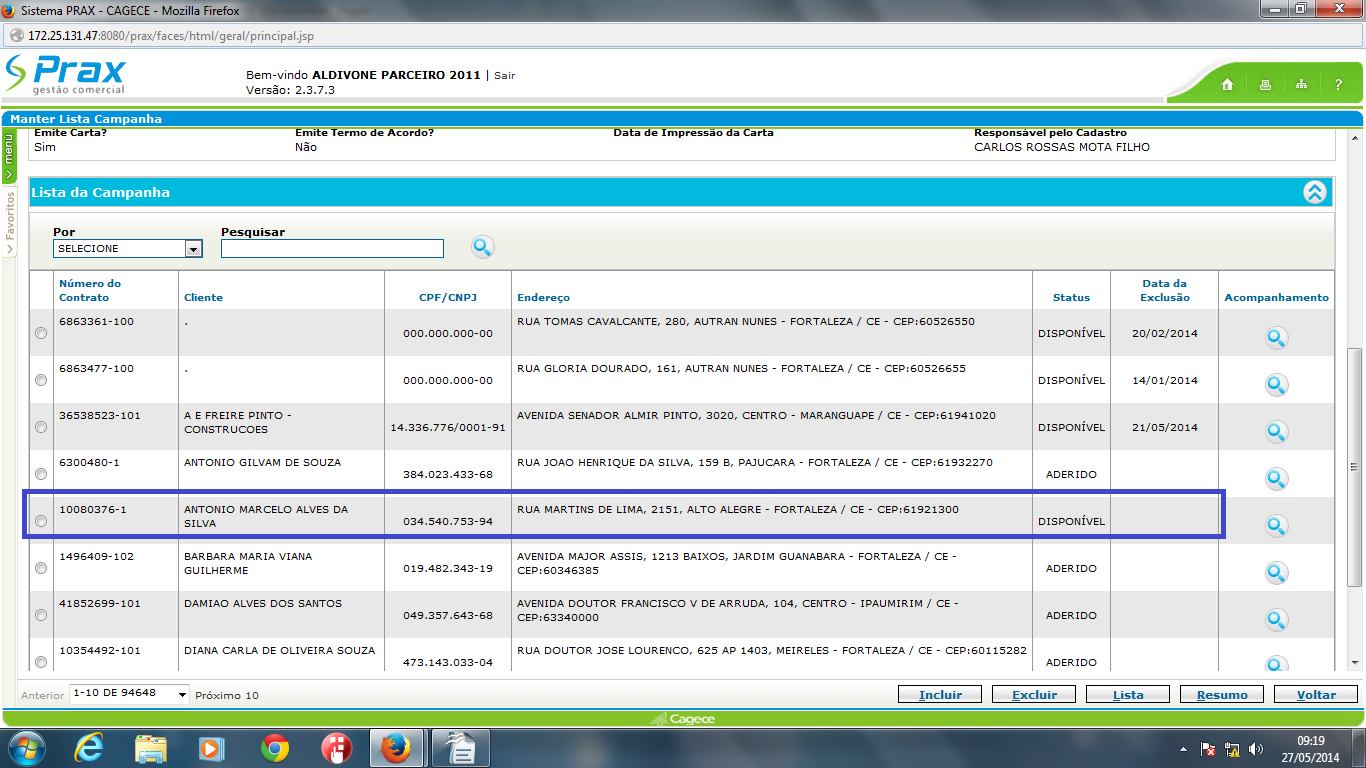 Sistema PRAX - CAGECE - Mozilla Firefox
172.25.131.47:8080/prax/faces/html/geral/principal.jsp
Prax
gestão comercial
Bem-vindo ALDIVONE PARCEIRO 2011 | Sair
Versão: 2.3.7.3
?
Manter Lista Campanha
menu
Favoritos
Emite Carta? Emite Termo de Acordo? Data de Impressão da Carta Responsável pelo Cadastro
Sim Não CARLOS ROSSAS MOTA FILHO
Lista da Campanha
Por Pesquisar
SELECIONE
Número do Contrato Cliente CPF/CNPJ Endereço Status Data da Exclusão Acompanhamento
6863361-100 . 000.000.000-00 RUA TOMAS CAVALCANTE, 280, AUTRAN NUNES - FORTALEZA / CE - CEP:60526550 DISPONÍVEL 20/02/2014
6863477-100 . 000.000.000-00 RUA GLORIA DOURADO, 161, AUTRAN NUNES - FORTALEZA / CE - CEP:60526655 DISPONÍVEL 14/01/2014
36538523-101 A E FREIRE PINTO - CONSTRUCOES 14.336.776/0001-91 AVENIDA SENADOR ALMIR PINTO, 3020, CENTRO - MARANGUAPE / CE - CEP:61941020 DISPONÍVEL 21/05/2014
6300480-1 ANTONIO GILVAM DE SOUZA 384.023.433-68 RUA JOAO HENRIQUE DA SILVA, 159 B, PAJUCARA - FORTALEZA / CE - CEP:61932270 ADERIDO
10080376-1 ANTONIO MARCELO ALVES DA SILVA 034.540.753-94 RUA MARTINS DE LIMA, 2151, ALTO ALEGRE - FORTALEZA / CE - CEP:61921300 DISPONÍVEL
1496409-102 BARBARA MARIA VIANA GUILHERME 019.482.343-19 AVENIDA MAJOR ASSIS, 1213 BAIXOS, JARDIM GUANABARA - FORTALEZA / CE - CEP:60346385 ADERIDO
41852699-101 DAMIAO ALVES DOS SANTOS 049.357.643-68 AVENIDA DOUTOR FRANCISCO V DE ARRUDA, 104, CENTRO - IPAUMIRIM / CE - CEP:63340000 ADERIDO
10354492-101 DIANA CARLA DE OLIVEIRA SOUZA 473.143.033-04 RUA DOUTOR JOSE LOURENCO, 625 AP 1403, MEIRELES - FORTALEZA / CE - CEP:60115282 ADERIDO
Anterior 1-10 DE 94648 Próximo 10 Incluir Excluir Lista Resumo Voltar
Cagece
09:19
27/05/2014